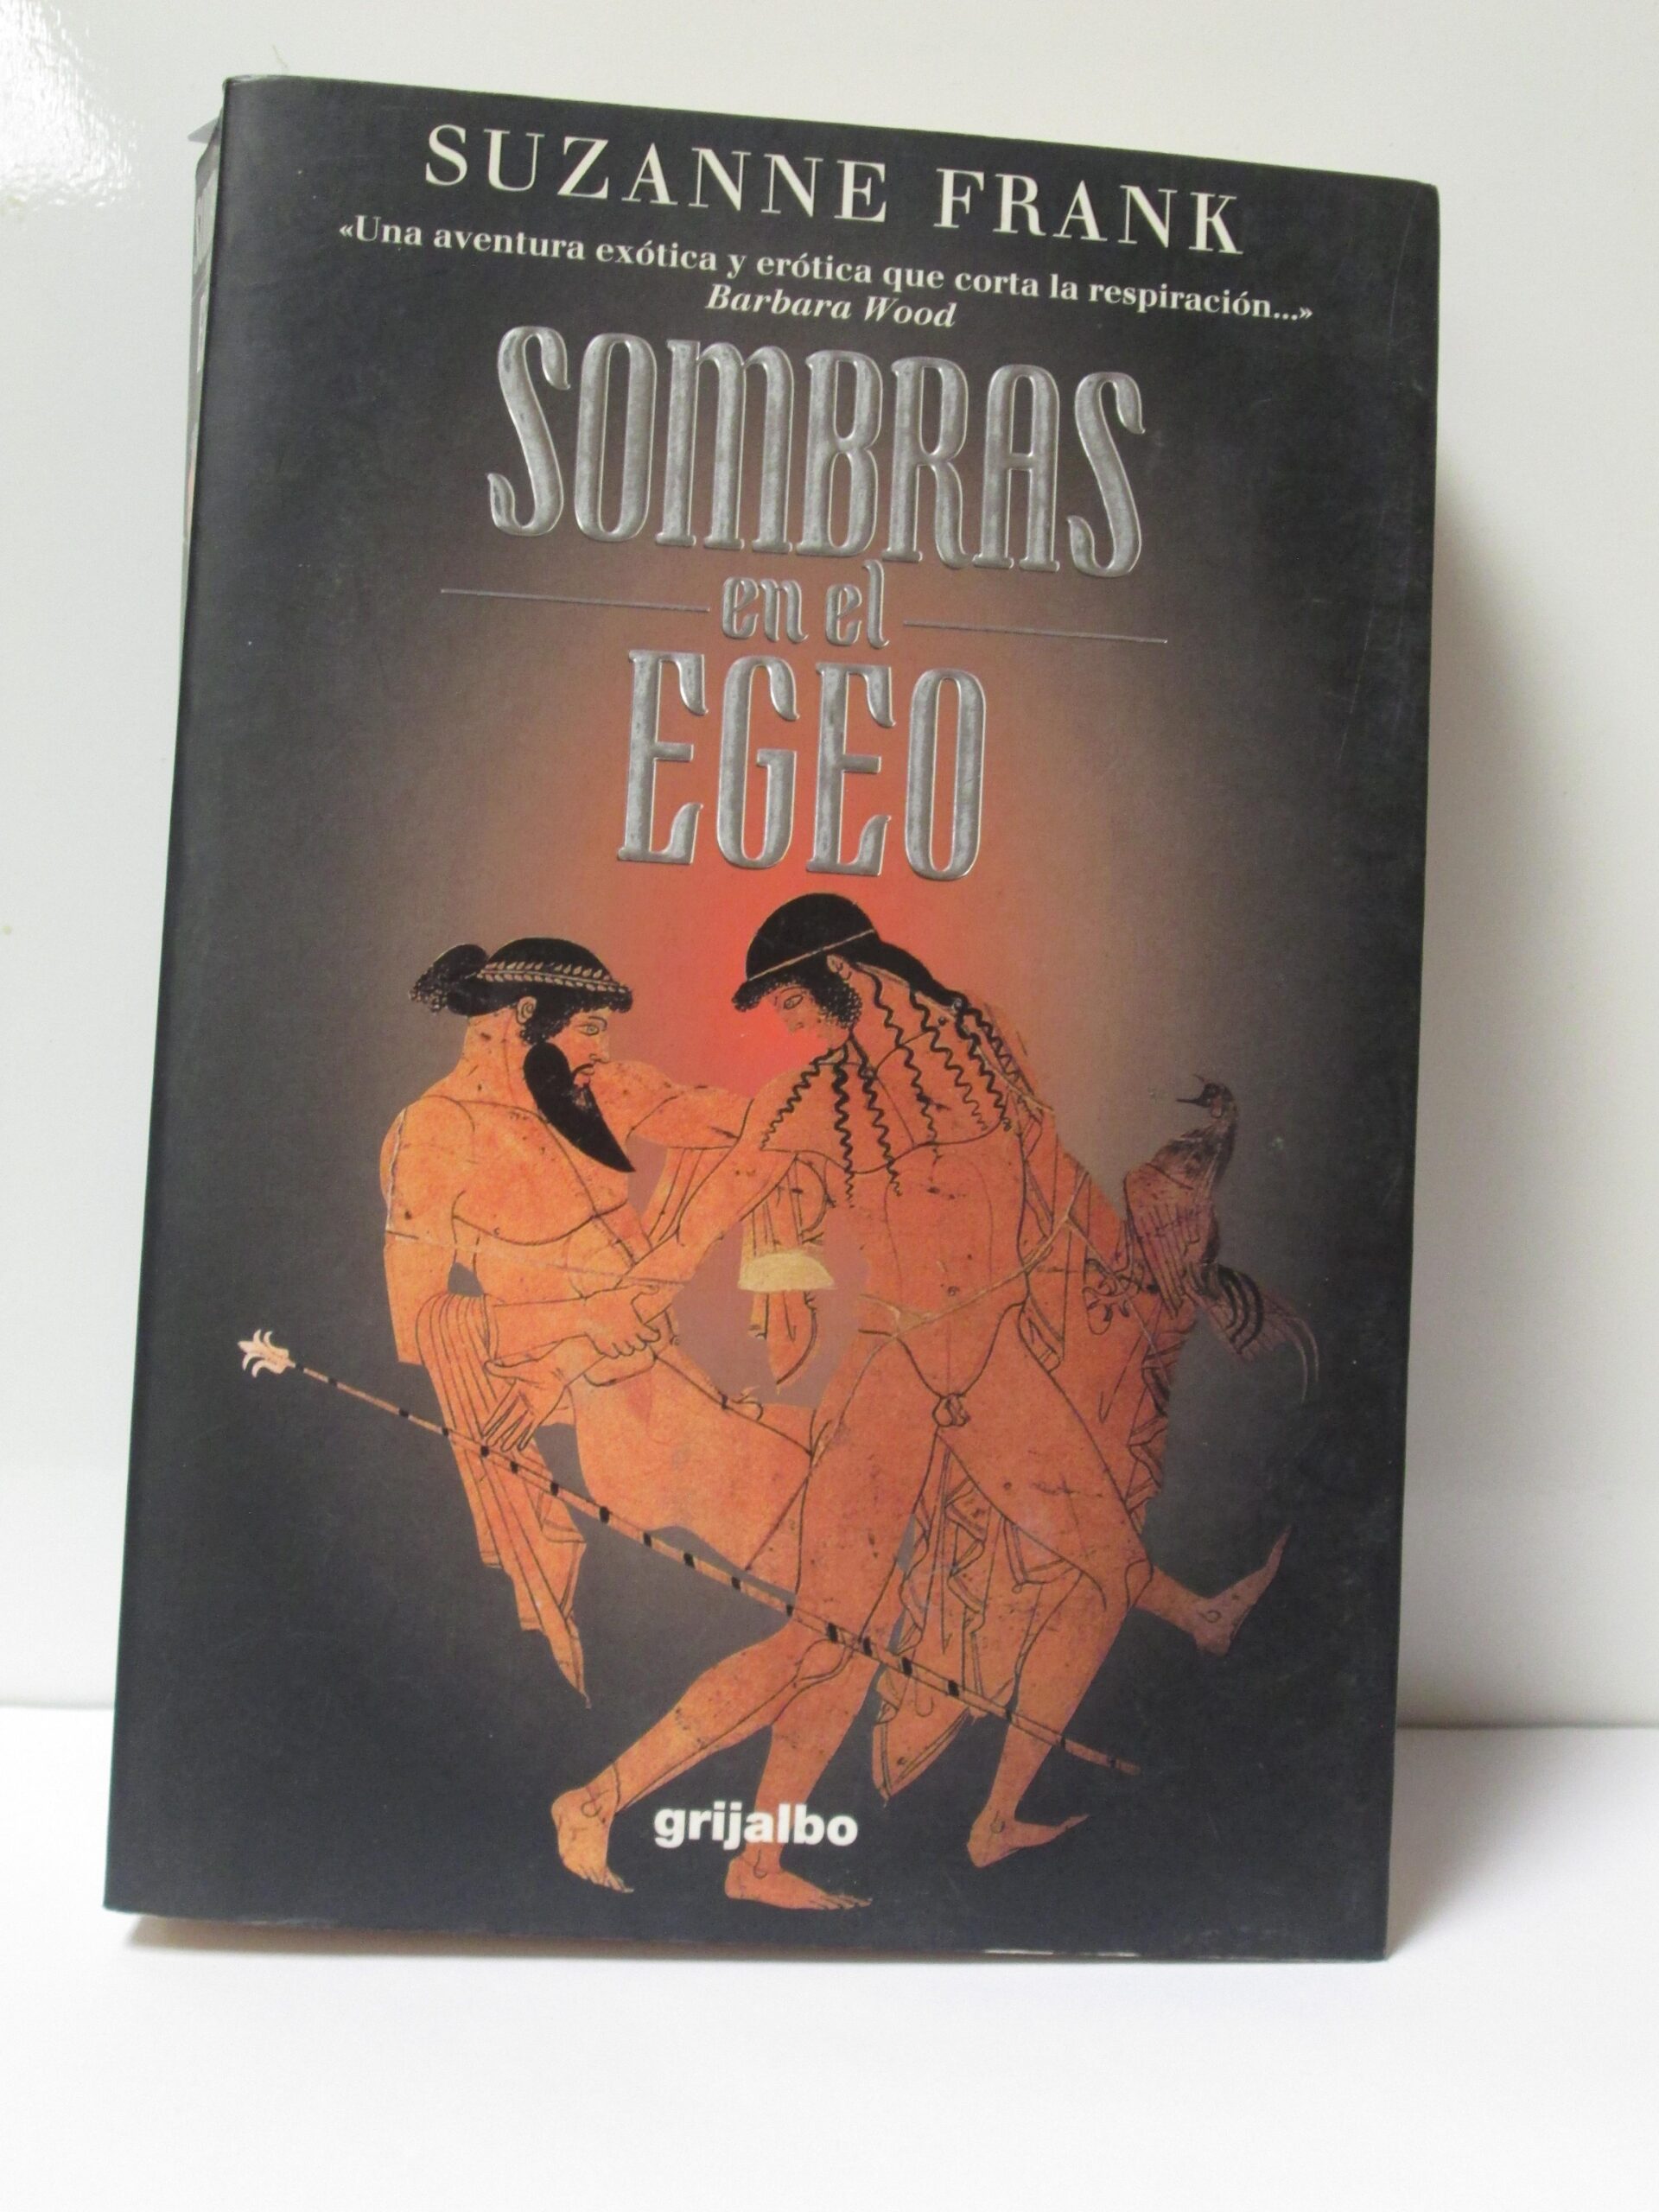 SUZANNE FRANK
«Una aventura exótica y erótica que corta la respiración...»
Barbara Wood
SOMBRAS
en el
EGEO
grijalbo